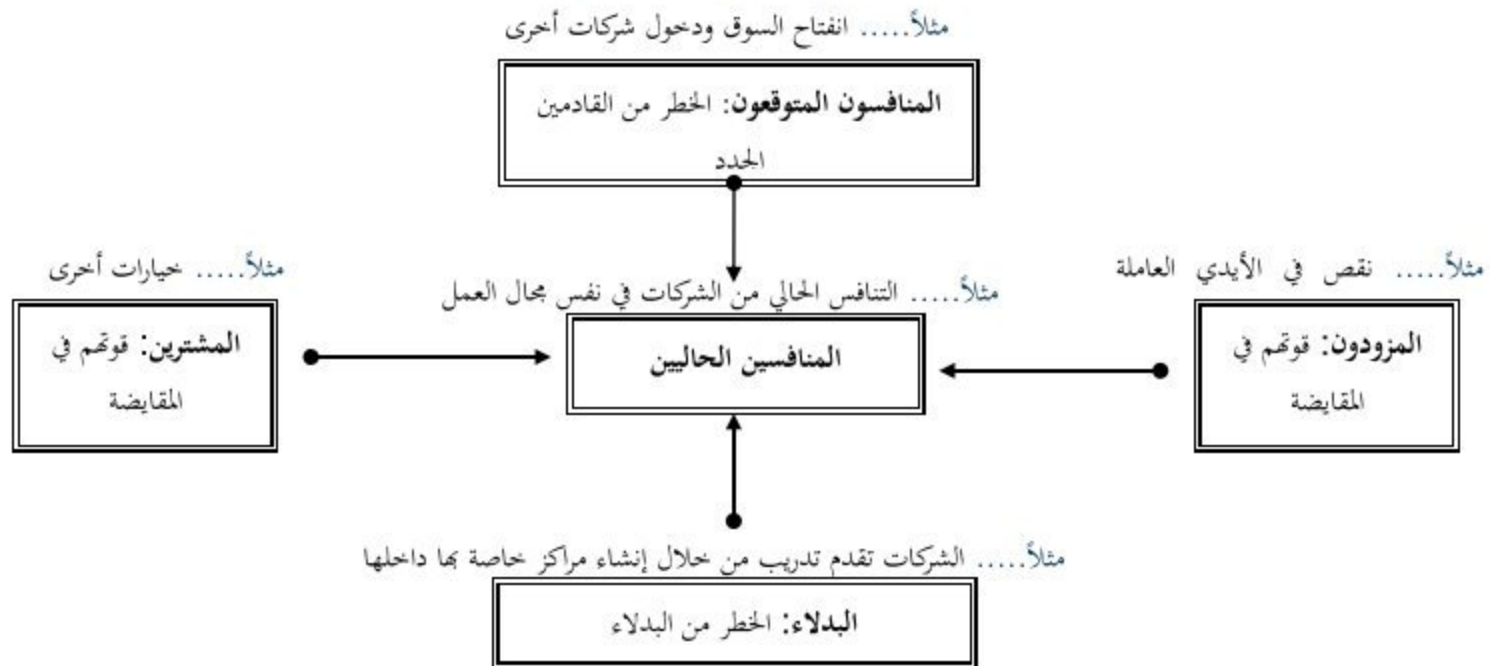 مثلاً..... انفتاح السوق ودخول شركات أخرى
المنافسون المتوقعون: الخطر من القادمين
الجدد
مثلاً..... نقص في الأيدي العاملة
المزودون: قوتهم في
المقايضة
مثلاً..... التنافس الحالي من الشركات في نفس مجال العمل
المنافسين الحاليين
مثلاً..... خيارات أخرى
المشترين: قوتهم في
المقايضة
مثلاً..... الشركات تقدم تدريب من خلال إنشاء مراكز خاصة بها داخلها
البدلاء: الخطر من البدلاء